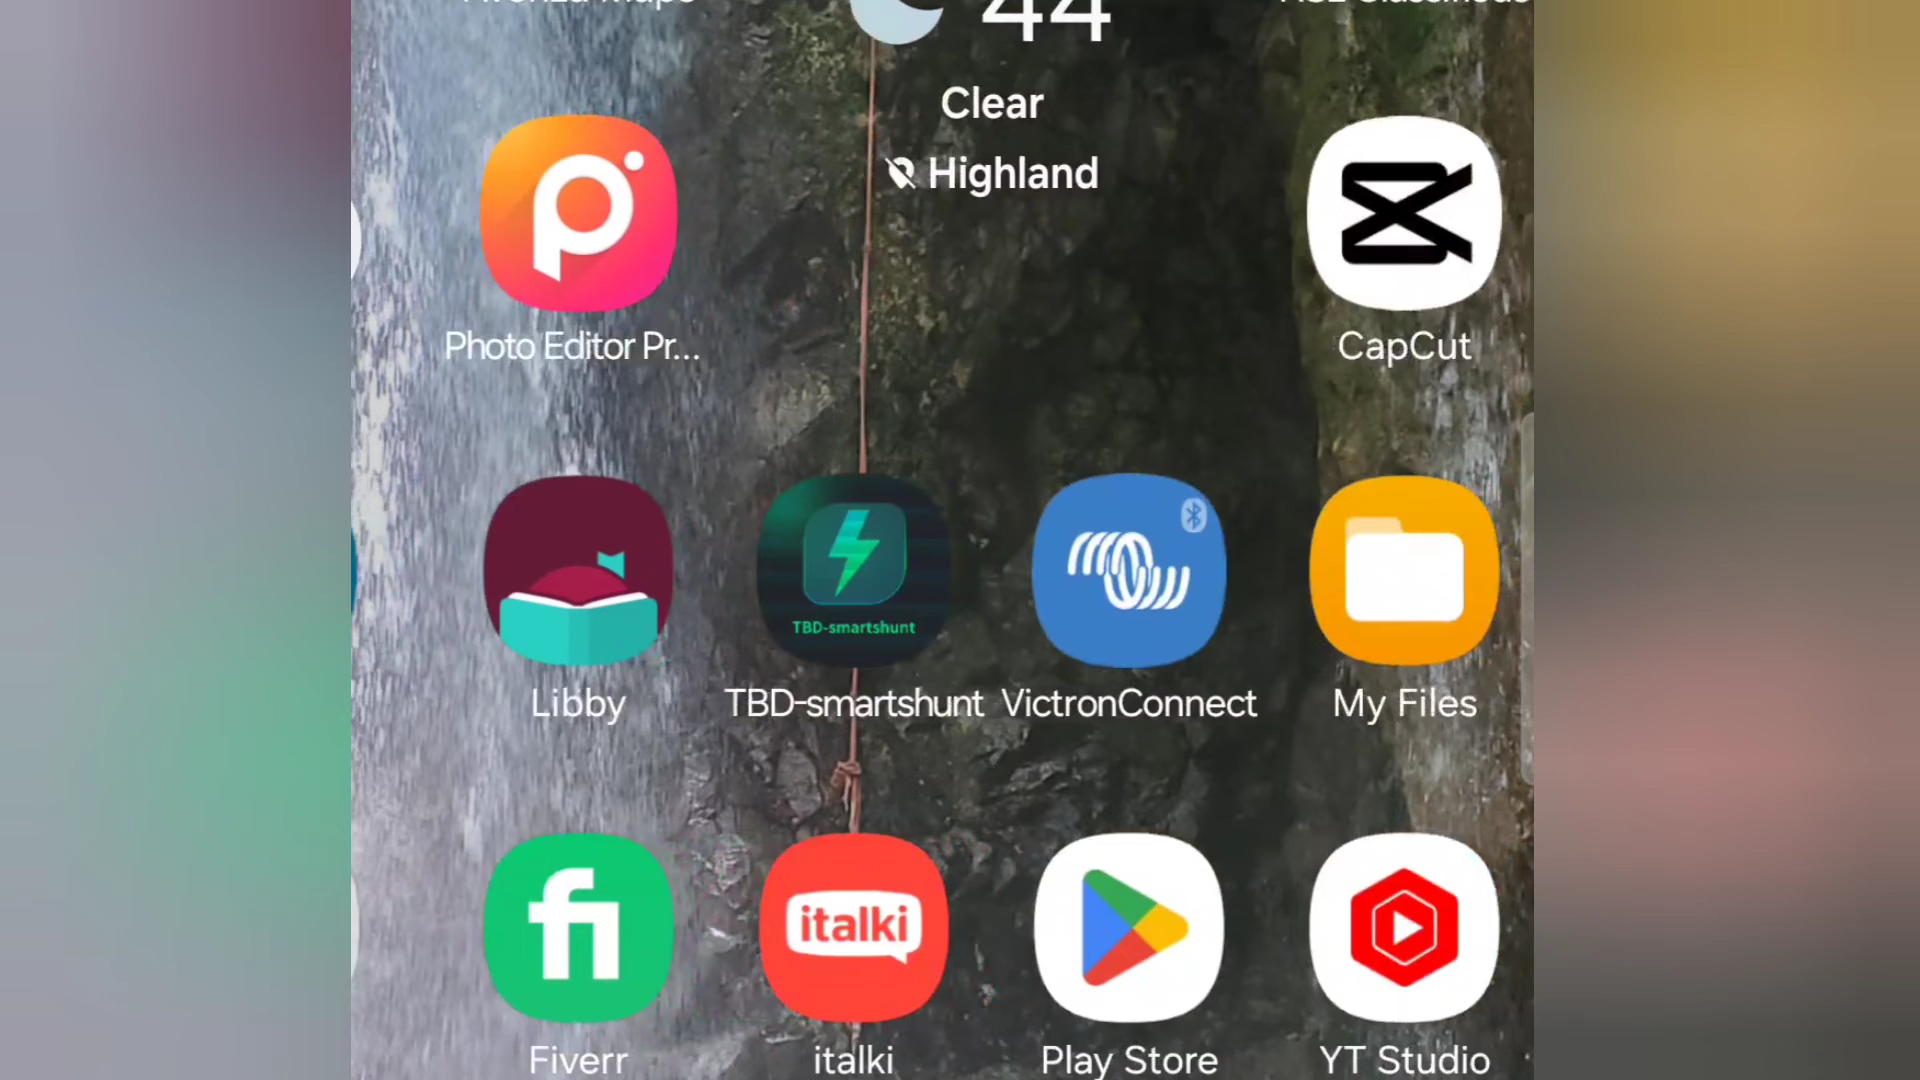 44
Clear
Highland
Photo Editor Pr...
CapCut
TBD-smartshunt
Libby
TBD-smartshunt
VictronConnect
My Files
fi
italki
Fiverr
italki
Play Store
YT Studio